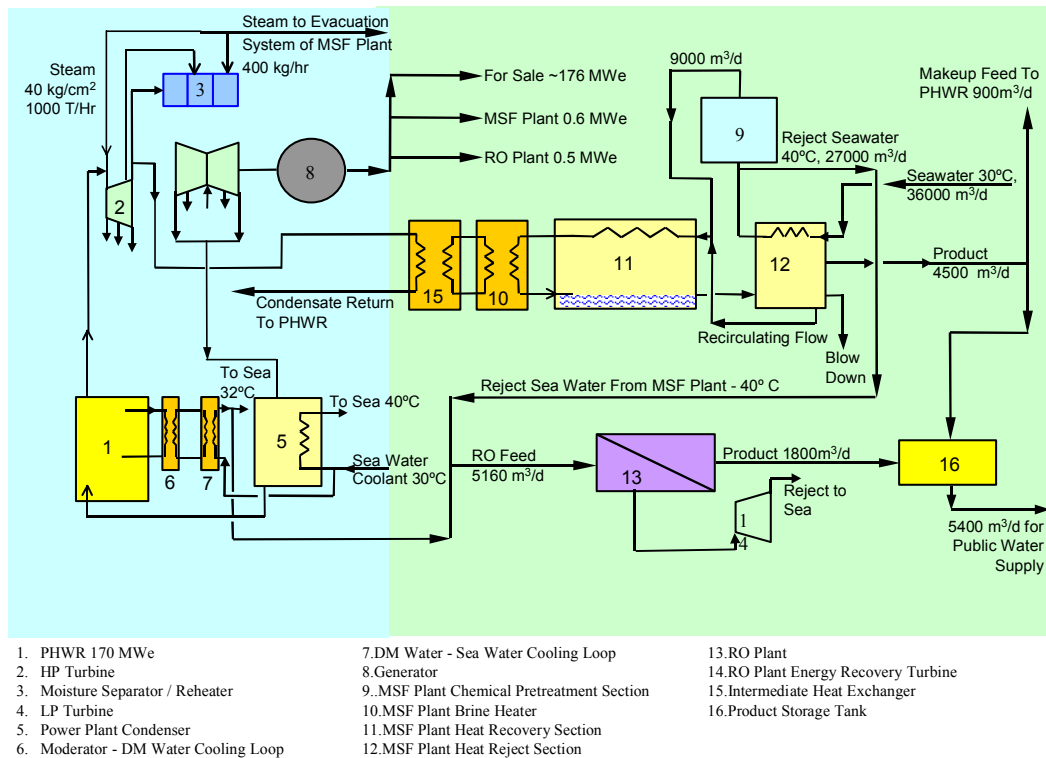 Steam to Evacuation
System of MSF Plant
400 kg/hr
Steam
40 kg/cm2
1000 T/Hr
3
For Sale ~176 MWe
MSF Plant 0.6 MWe
RO Plant 0.5 MWe
8
2
9000 m3/d
9
Makeup Feed To
PHWR 900m3/d
Reject Seawater
40ºC, 27000 m3/d
Seawater 30ºC,
36000 m3/d
Product
4500 m3/d
15
10
11
12
Condensate Return
To PHWR
Recirculating Flow
Blow
Down
To Sea
32ºC
To Sea 40ºC
Reject Sea Water From MSF Plant - 40º C
1
6
7
5
Sea Water
Coolant 30ºC
RO Feed
5160 m3/d
13
Product 1800m3/d
Reject to
Sea
1
4
16
5400 m3/d for
Public Water
Supply
1. PHWR 170 MWe
2. HP Turbine
3. Moisture Separator / Reheater
4. LP Turbine
5. Power Plant Condenser
6. Moderator - DM Water Cooling Loop
7.DM Water - Sea Water Cooling Loop
8.Generator
9..MSF Plant Chemical Pretreatment Section
10.MSF Plant Brine Heater
11.MSF Plant Heat Recovery Section
12.MSF Plant Heat Reject Section
13.RO Plant
14.RO Plant Energy Recovery Turbine
15.Intermediate Heat Exchanger
16.Product Storage Tank